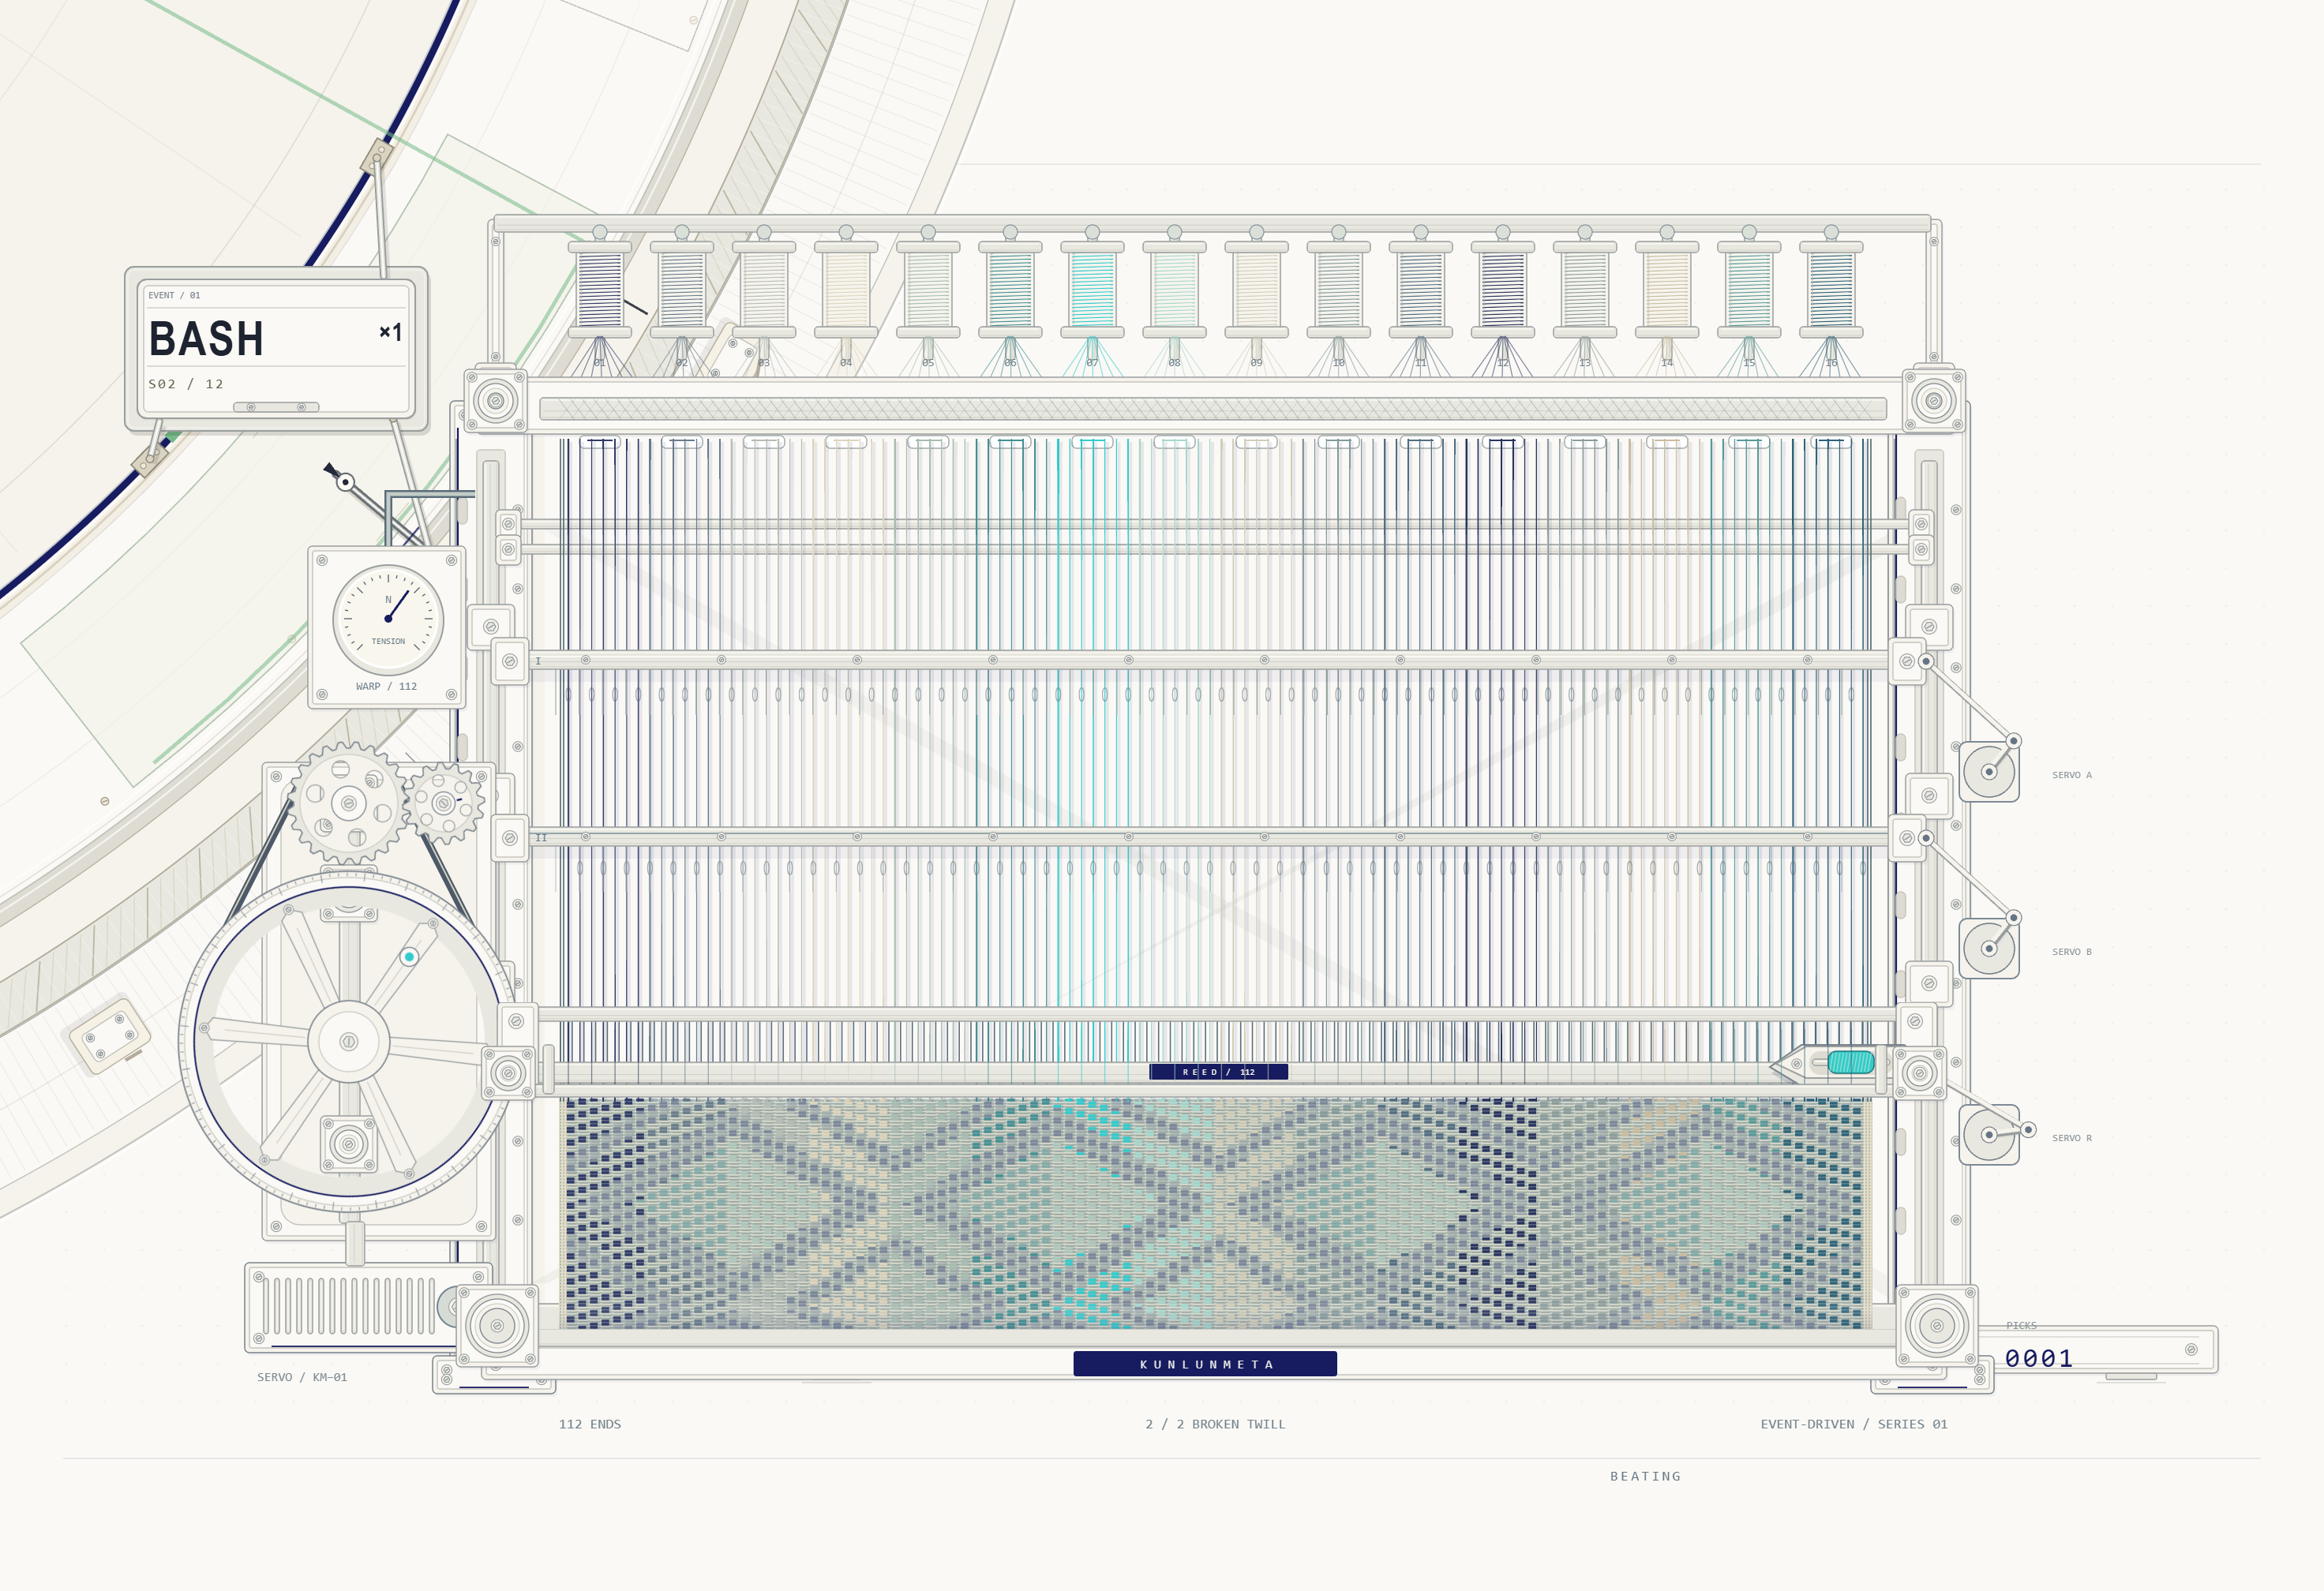 EVENT / 01
BASH ×1
S02 / 12
01 02 03 04 05 06 07 08 09 10 11 12 13 14 15 16
N
TENSION
WARP / 112
I
II
SERVO A
SERVO B
REED / 112
SERVO R
PICKS
0001
KUNLUNMETA
SERVO / KM-01
112 ENDS
2 / 2 BROKEN TWILL
EVENT-DRIVEN / SERIES 01
BEATING